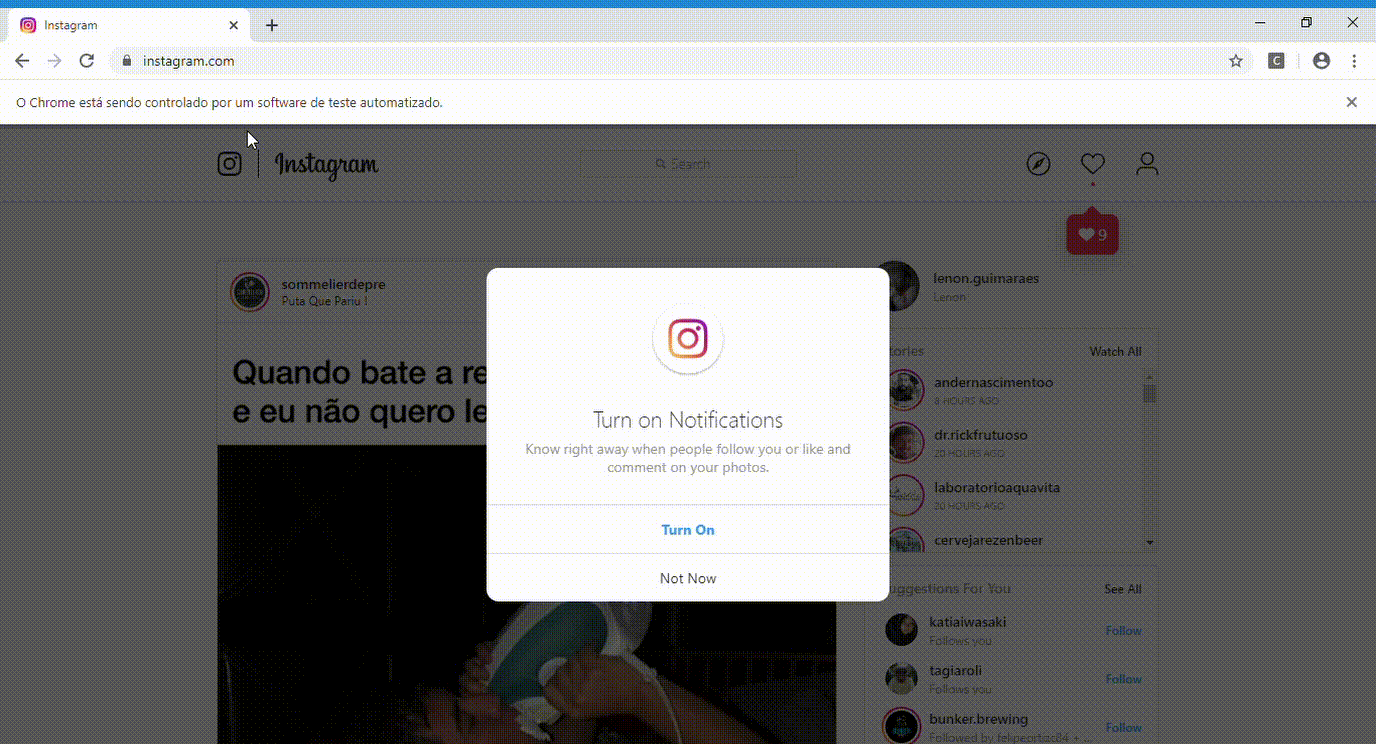 Instagram
instagram.com
O Chrome está sendo controlado por um software de teste automatizado.
Instagram
Search
9
sommelierdepre
Puta Que Pariu !
lenon.guimaraes
Lenon
Quando bate a re
e eu não quero le
Turn on Notifications
Know right away when people follow you or like and
comment on your photos.
Turn On
Not Now
tories
Watch All
andernascimentoo
8 HOURS AGO
dr.rickfrutuoso
20 HOURS AGO
laboratorioaquavita
20 HOURS AGO
cervejarezenbeer
uggestions For You
See All
katiaiwasaki
Follows you
Follow
tagiaroli
Follows you
Follow
bunker.brewing
Followed by felipeortizc84 + ...
Follow